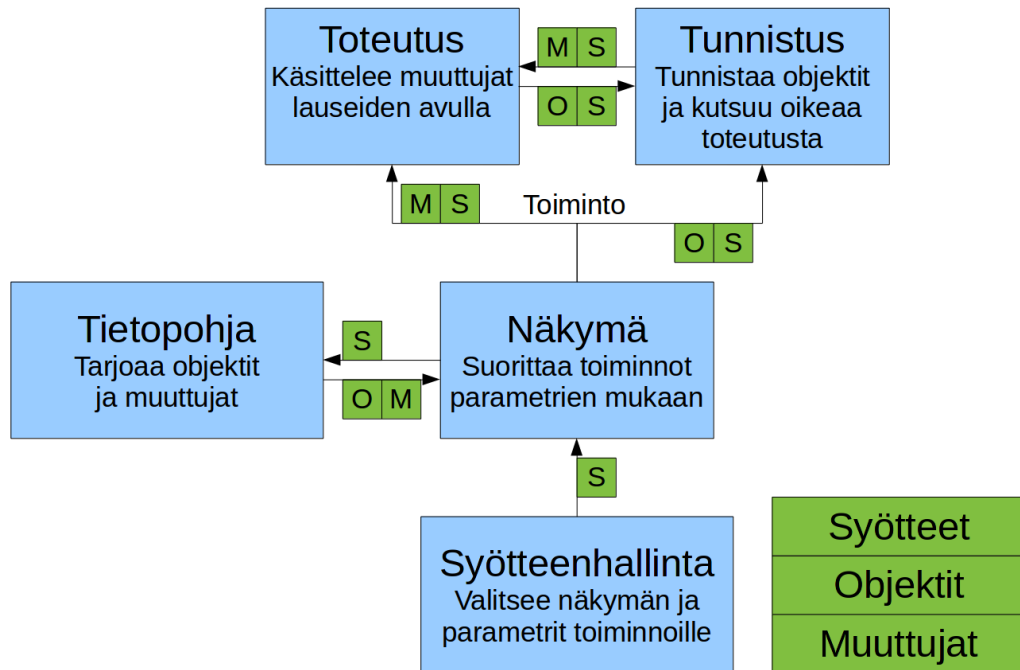 Toteutus
Käsittelee muuttujat
lauseiden avulla
M S
O S
Tunnistus
Tunnistaa objektit
ja kutsuu oikeaa
toteutusta
M S
Toiminto
O S
Tietopohja
Tarjoaa objektit
ja muuttujat
S
O M
Näkymä
Suorittaa toiminnot
parametrien mukaan
S
Syötteenhallinta
Valitsee näkymän ja
parametrit toiminnoille
Syötteet
Objektit
Muuttujat